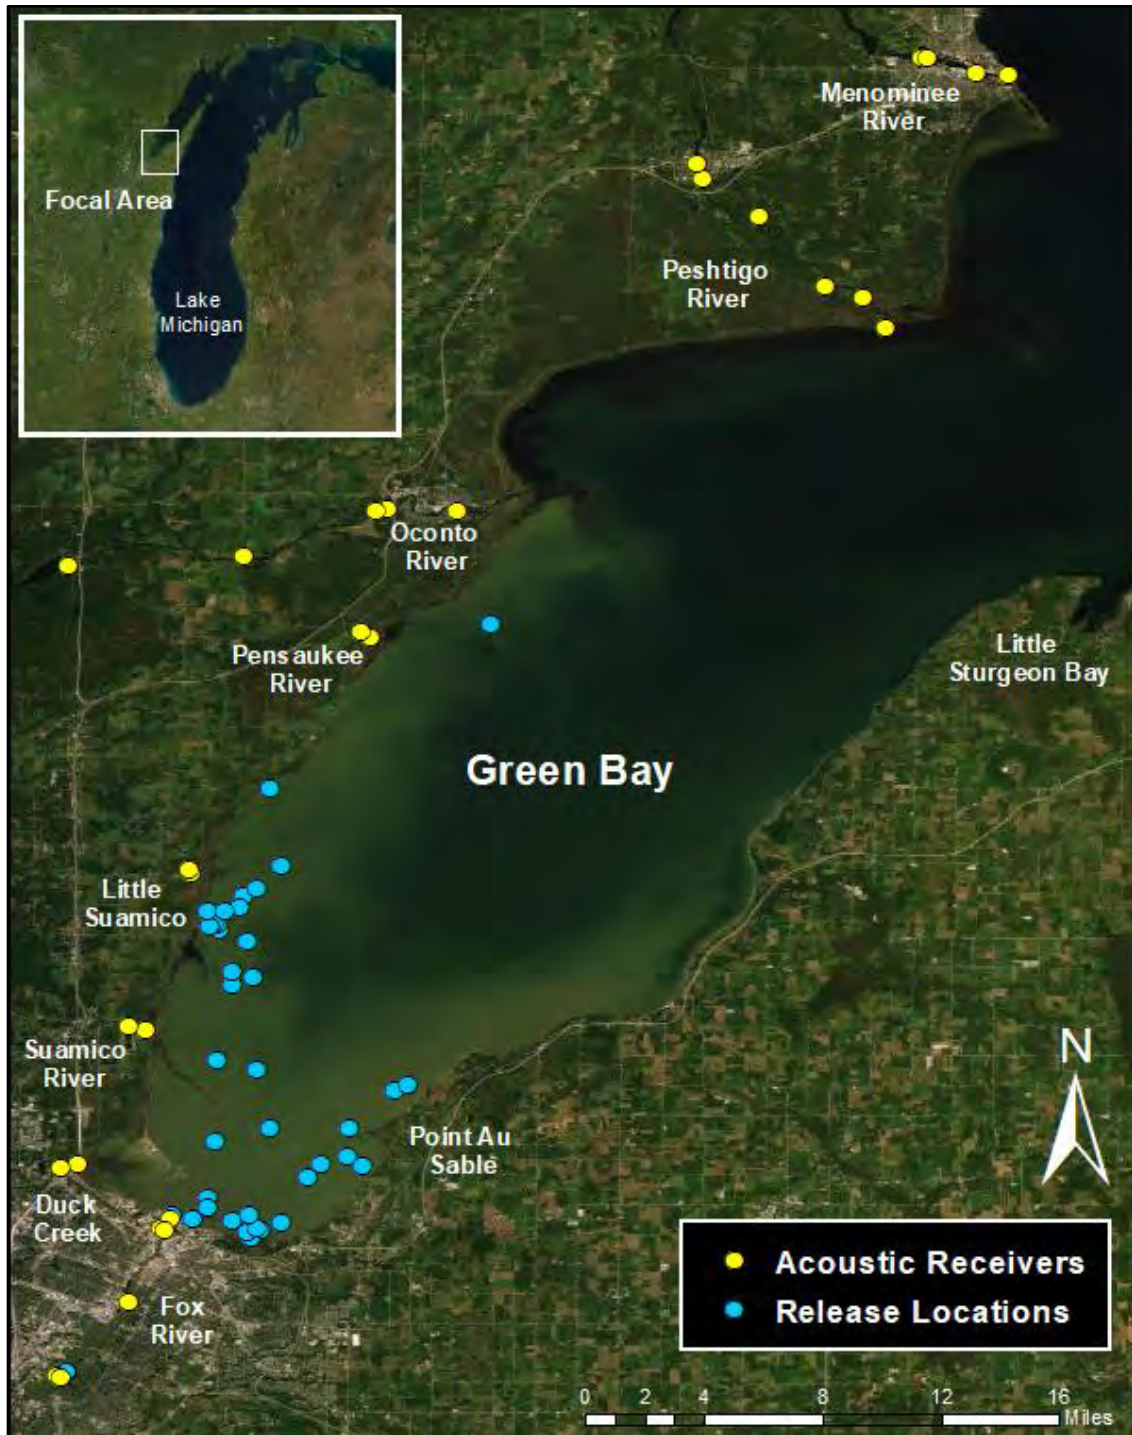 Menominee
River
Focal Area
Lake
Michigan
Peshtigo
River
Oconto
River
Pensaukee
River
Little
Sturgeon Bay
Green Bay
Little
Suamico
Suamico
River
N
Point Au
Sable
Duck
Creek
Fox
River
Acoustic Receivers
Release Locations
0 2 4 8 12 16
Miles